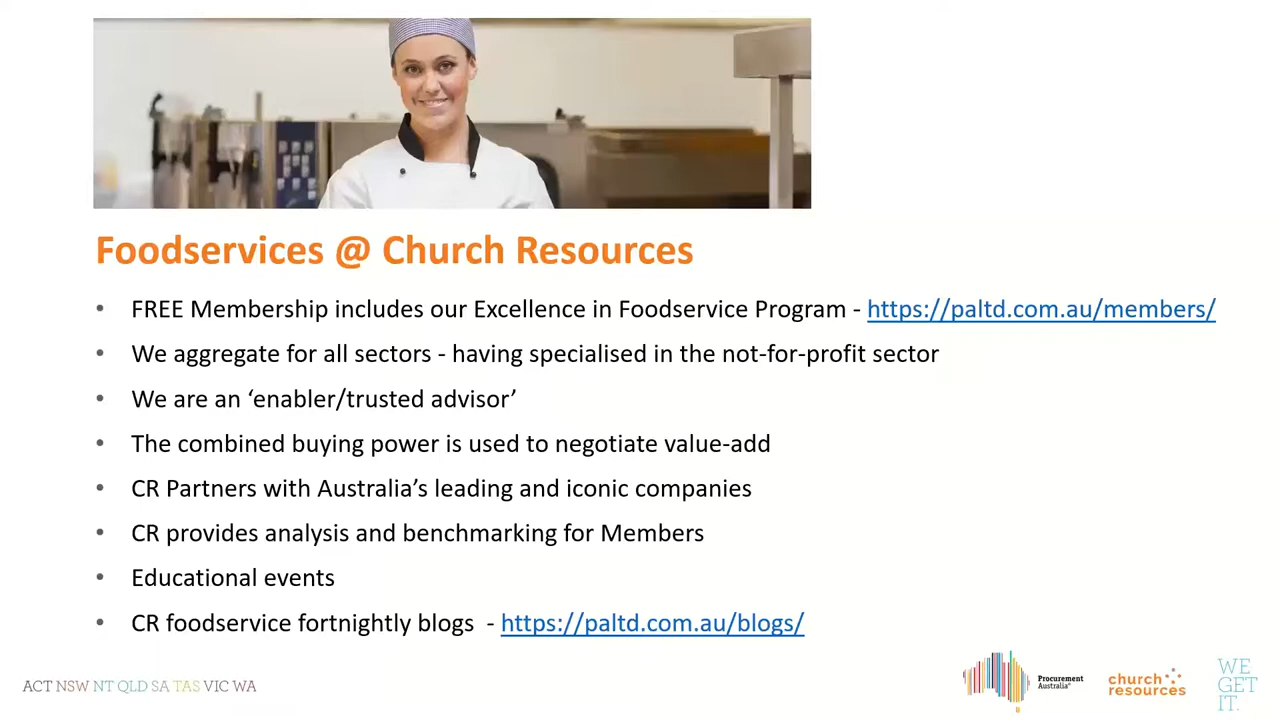 Foodservices @ Church Resources
• FREE Membership includes our Excellence in Foodservice Program - https://paltd.com.au/members/
• We aggregate for all sectors - having specialised in the not-for-profit sector
• We are an ‘enabler/trusted advisor’
• The combined buying power is used to negotiate value-add
• CR Partners with Australia’s leading and iconic companies
• CR provides analysis and benchmarking for Members
• Educational events
• CR foodservice fortnightly blogs - https://paltd.com.au/blogs/
ACT NSW NT QLD SA TAS VIC WA
Procurement
Australia®
church
resources
WE
GET
IT.